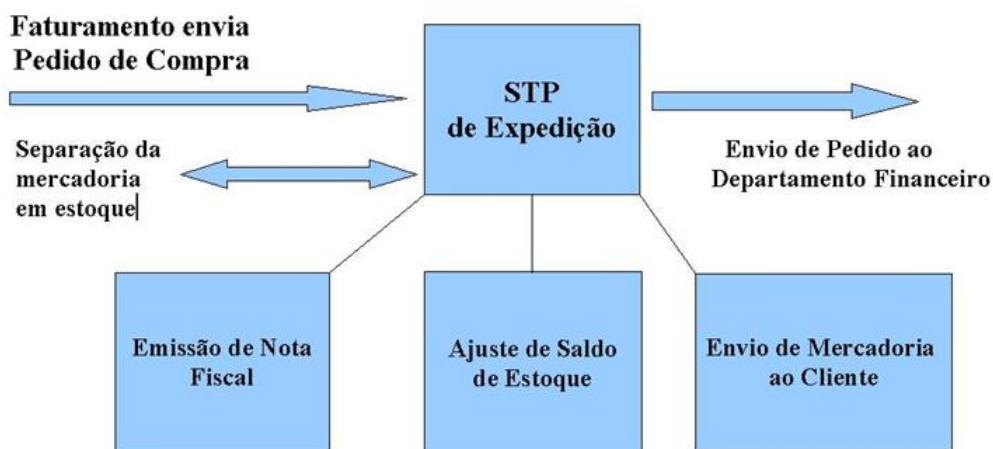 Faturamento envia
Pedido de Compra
STP
de Expedição
Separação da
mercadoria
em estoque
Envio de Pedido ao
Departamento Financeiro
Emissão de Nota
Fiscal
Ajuste de Saldo
de Estoque
Envio de Mercadoria
ao Cliente